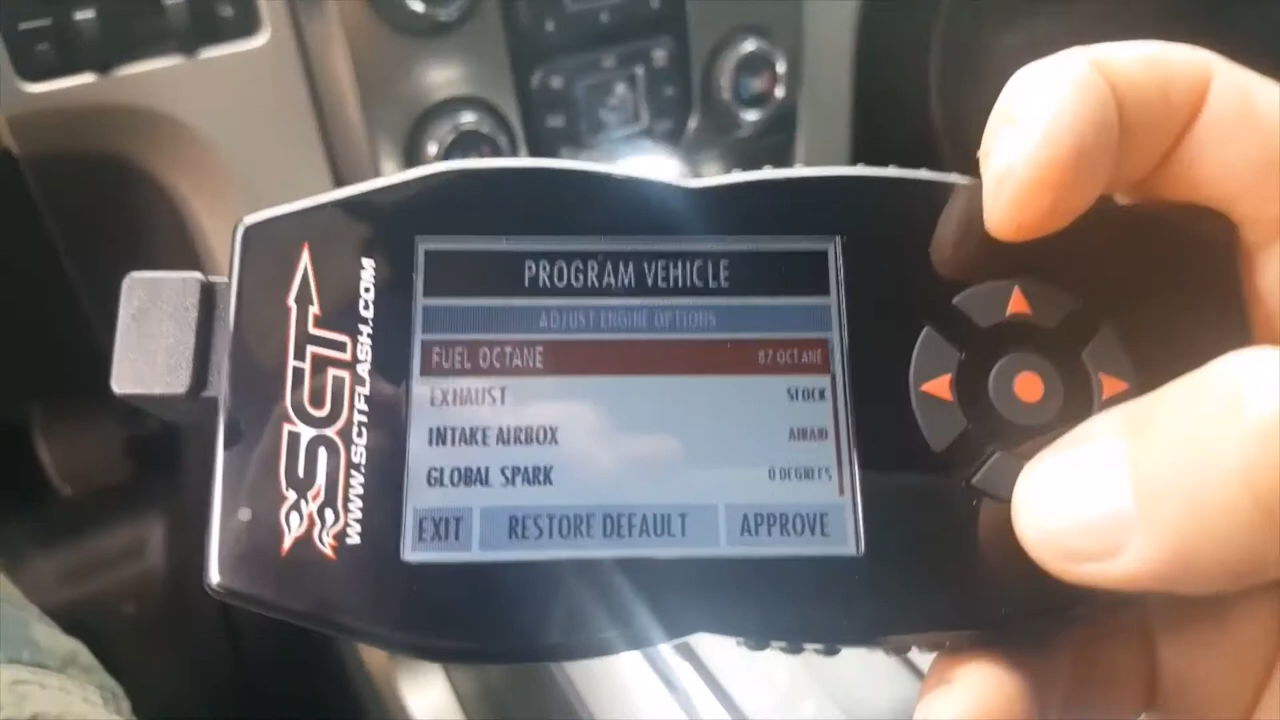 SCT
WWW.SCTFLASH.COM
PROGRAM VEHICLE
ADJUST ENGINE OPTIONS
FUEL OCTANE 87 OCTANE
EXHAUST STOCK
INTAKE AIRBOX AIRAID
GLOBAL SPARK 0 DEGREES
EXIT RESTORE DEFAULT APPROVE